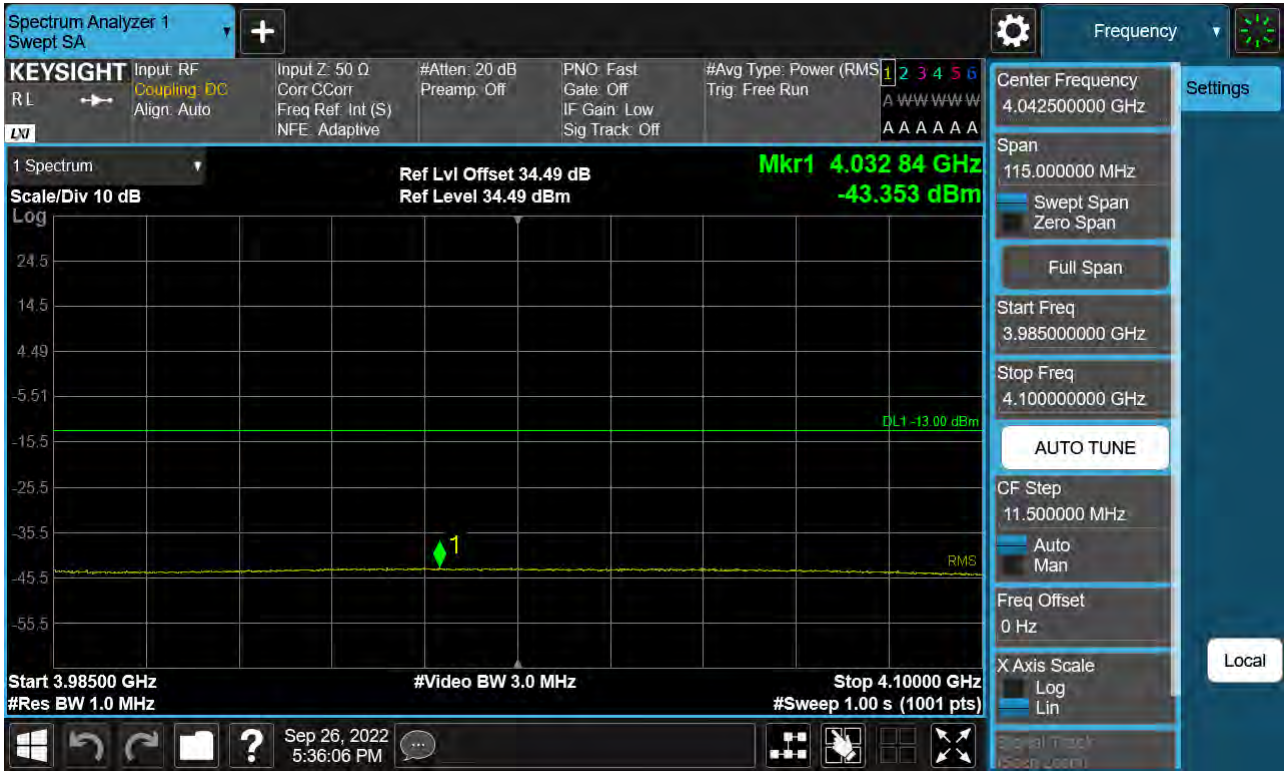 Spectrum Analyzer 1
Swept SA
+
Frequency
KEYSIGHT
RL
LXI
Input: RF
Coupling: DC
Align: Auto
Input Z: 50 Ω
Corr CCorr
Freq Ref: Int (S)
NFE: Adaptive
#Atten: 20 dB
Preamp: Off
PNO: Fast
Gate: Off
IF Gain: Low
Sig Track: Off
#Avg Type: Power (RMS
Trig: Free Run
1 2 3 4 5 6
A W W W W W
A A A A A A
1 Spectrum
Scale/Div 10 dB
Log
Ref Lvl Offset 34.49 dB
Ref Level 34.49 dBm
Mkr1 4.032 84 GHz
-43.353 dBm
24.5
14.5
4.49
-5.51
DL1 -13.00 dBm
-15.5
-25.5
-35.5
1
RMS
-45.5
-55.5
Start 3.98500 GHz
#Res BW 1.0 MHz
#Video BW 3.0 MHz
Stop 4.10000 GHz
#Sweep 1.00 s (1001 pts)
Center Frequency
4.042500000 GHz
Span
115.000000 MHz
Swept Span
Zero Span
Full Span
Start Freq
3.985000000 GHz
Stop Freq
4.100000000 GHz
AUTO TUNE
CF Step
11.500000 MHz
Auto
Man
Freq Offset
0 Hz
X Axis Scale
Log
Lin
Signal Track
(Span Zoom)
Settings
Local
?
Sep 26, 2022
5:36:06 PM